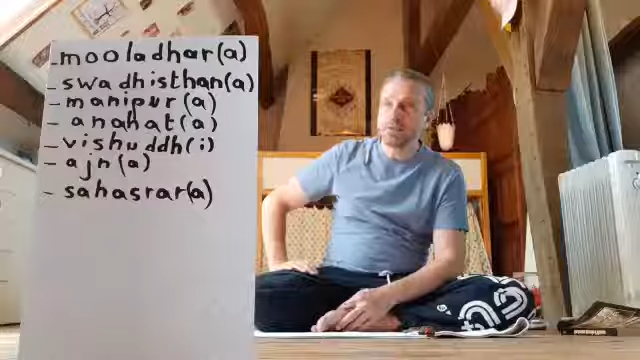 - mooladhar(a)
- swadhisthan(a)
- manipur(a)
- anahat(a)
- vishuddh(i)
- ajn(a)
- sahasrar(a)